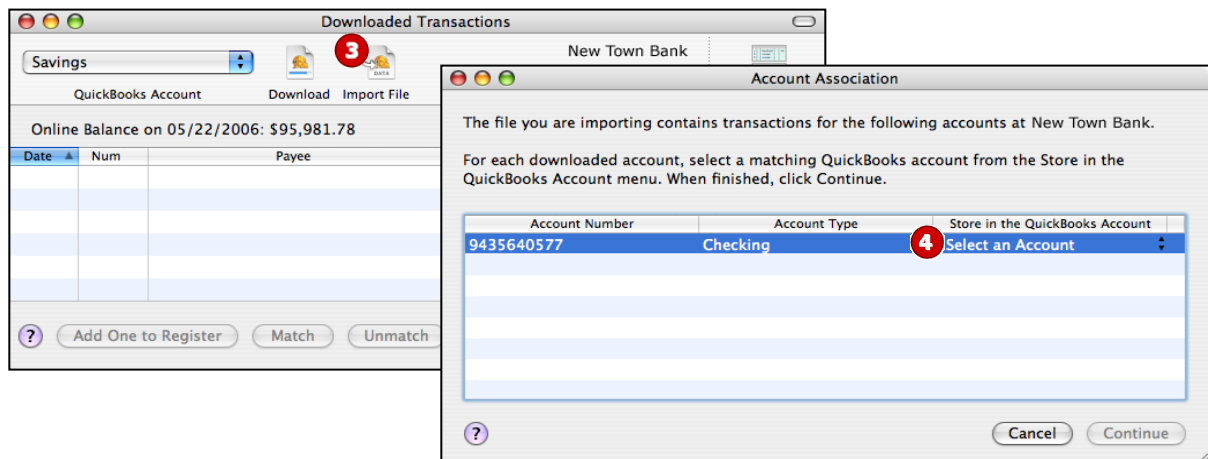 Downloaded Transactions
Savings
3
DATA
New Town Bank
QuickBooks Account
Download
Import File
Online Balance on 05/22/2006: $95,981.78
Date
Num
Payee
? Add One to Register Match Unmatch
Account Association
The file you are importing contains transactions for the following accounts at New Town Bank.
For each downloaded account, select a matching QuickBooks account from the Store in the
QuickBooks Account menu. When finished, click Continue.
Account Number Account Type Store in the QuickBooks Account
9435640577 Checking 4 Select an Account
? Cancel Continue